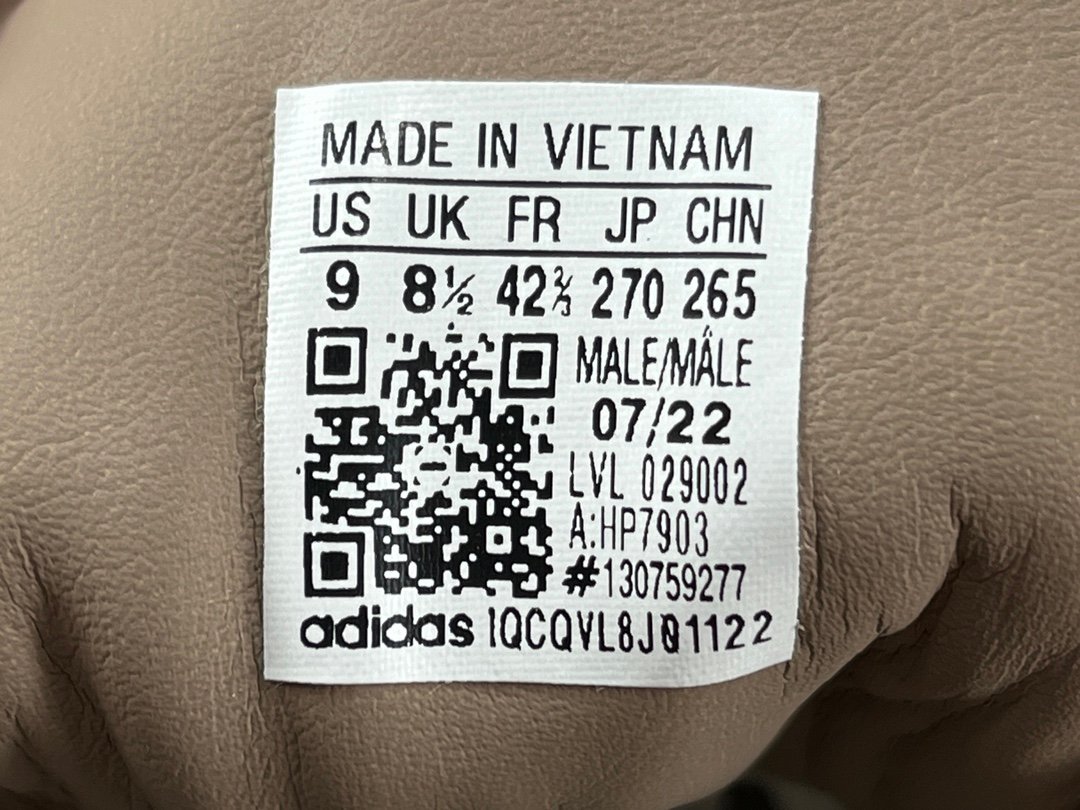 MADE IN VIETNAM
US UK FR JP CHN
9 8½ 42⅔ 270 265
MALE/MÂLE
07/22
LVL 029002
A:HP7903
#130759277
adidas 1QCQVL8J01122